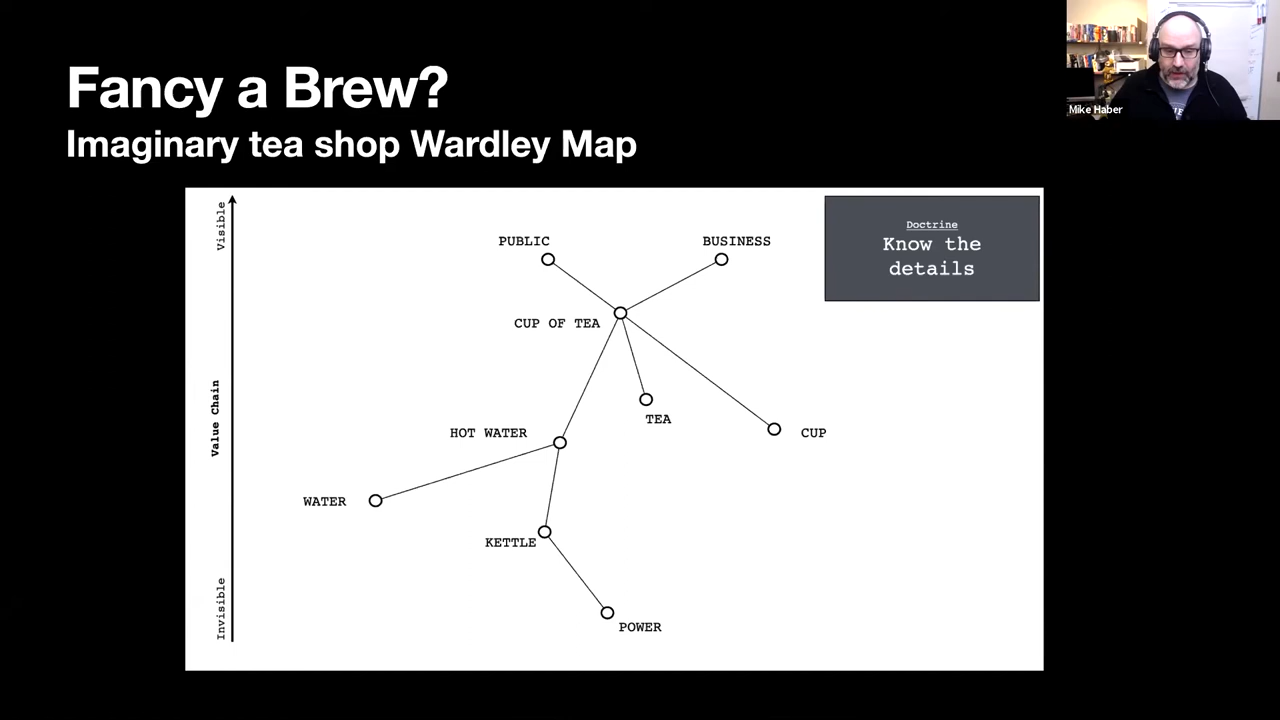 Fancy a Brew?
Imaginary tea shop Wardley Map
Mike Haber
Visible
Value Chain
Invisible
PUBLIC
BUSINESS
CUP OF TEA
TEA
CUP
HOT WATER
WATER
KETTLE
POWER
Doctrine
Know the
details